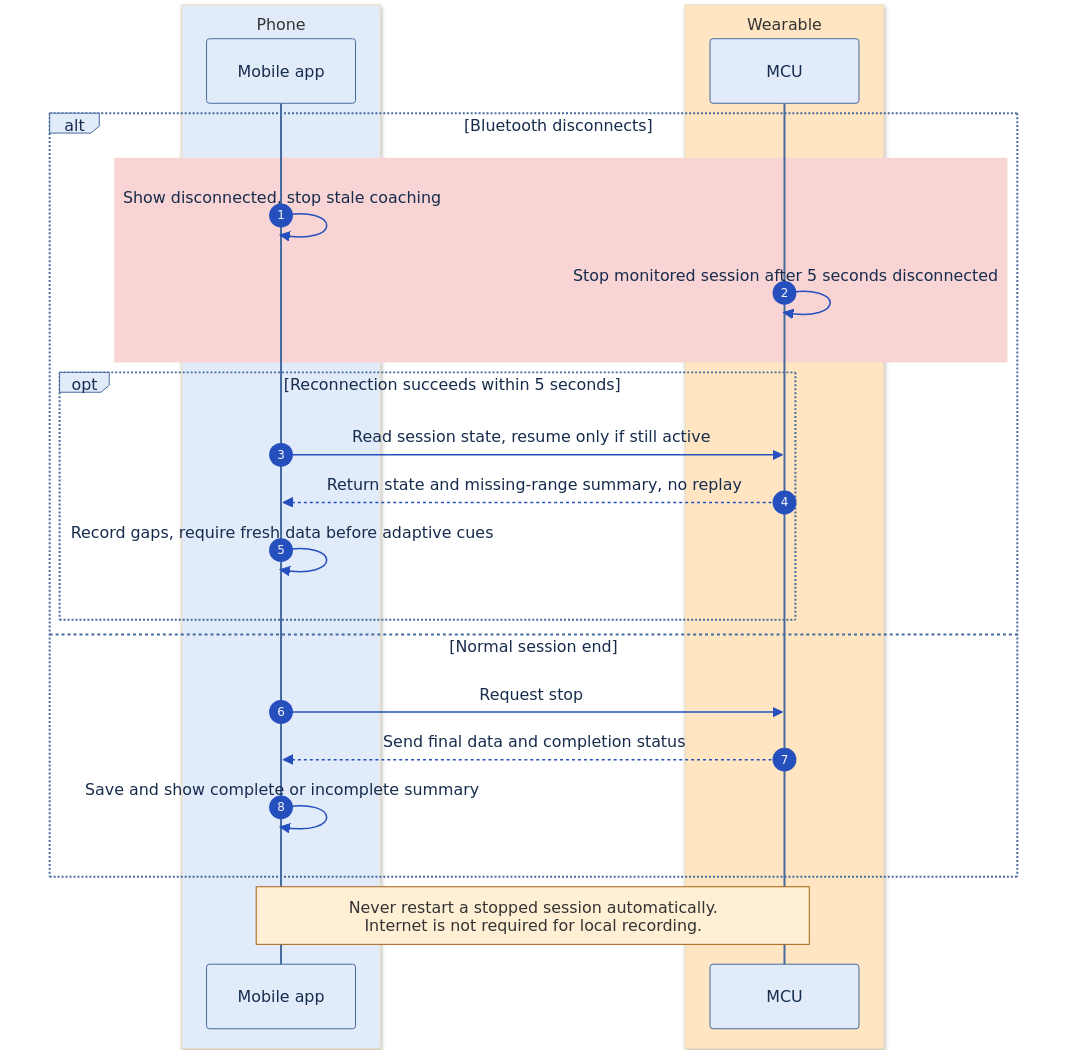 Phone
Wearable
Mobile app
MCU
alt
[Bluetooth disconnects]
Show disconnected, stop stale coaching
1
Stop monitored session after 5 seconds disconnected
2
opt
[Reconnection succeeds within 5 seconds]
Read session state, resume only if still active
3
Return state and missing-range summary, no replay
4
Record gaps, require fresh data before adaptive cues
5
[Normal session end]
Request stop
6
Send final data and completion status
7
Save and show complete or incomplete summary
8
Never restart a stopped session automatically.
Internet is not required for local recording.
Mobile app
MCU